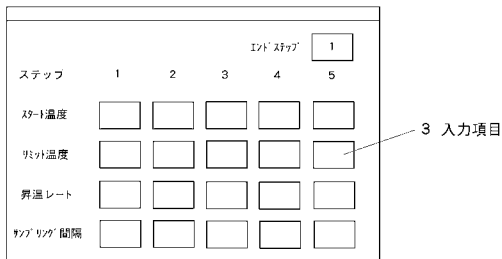 ｴﾝﾄﾞｽﾃｯﾌﾟ 1
ステップ 1 2 3 4 5
ｽﾀｰﾄ温度
ﾘﾐｯﾄ温度
3 入力項目
昇温レート
ｻﾝﾌﾟﾘﾝｸﾞ間隔